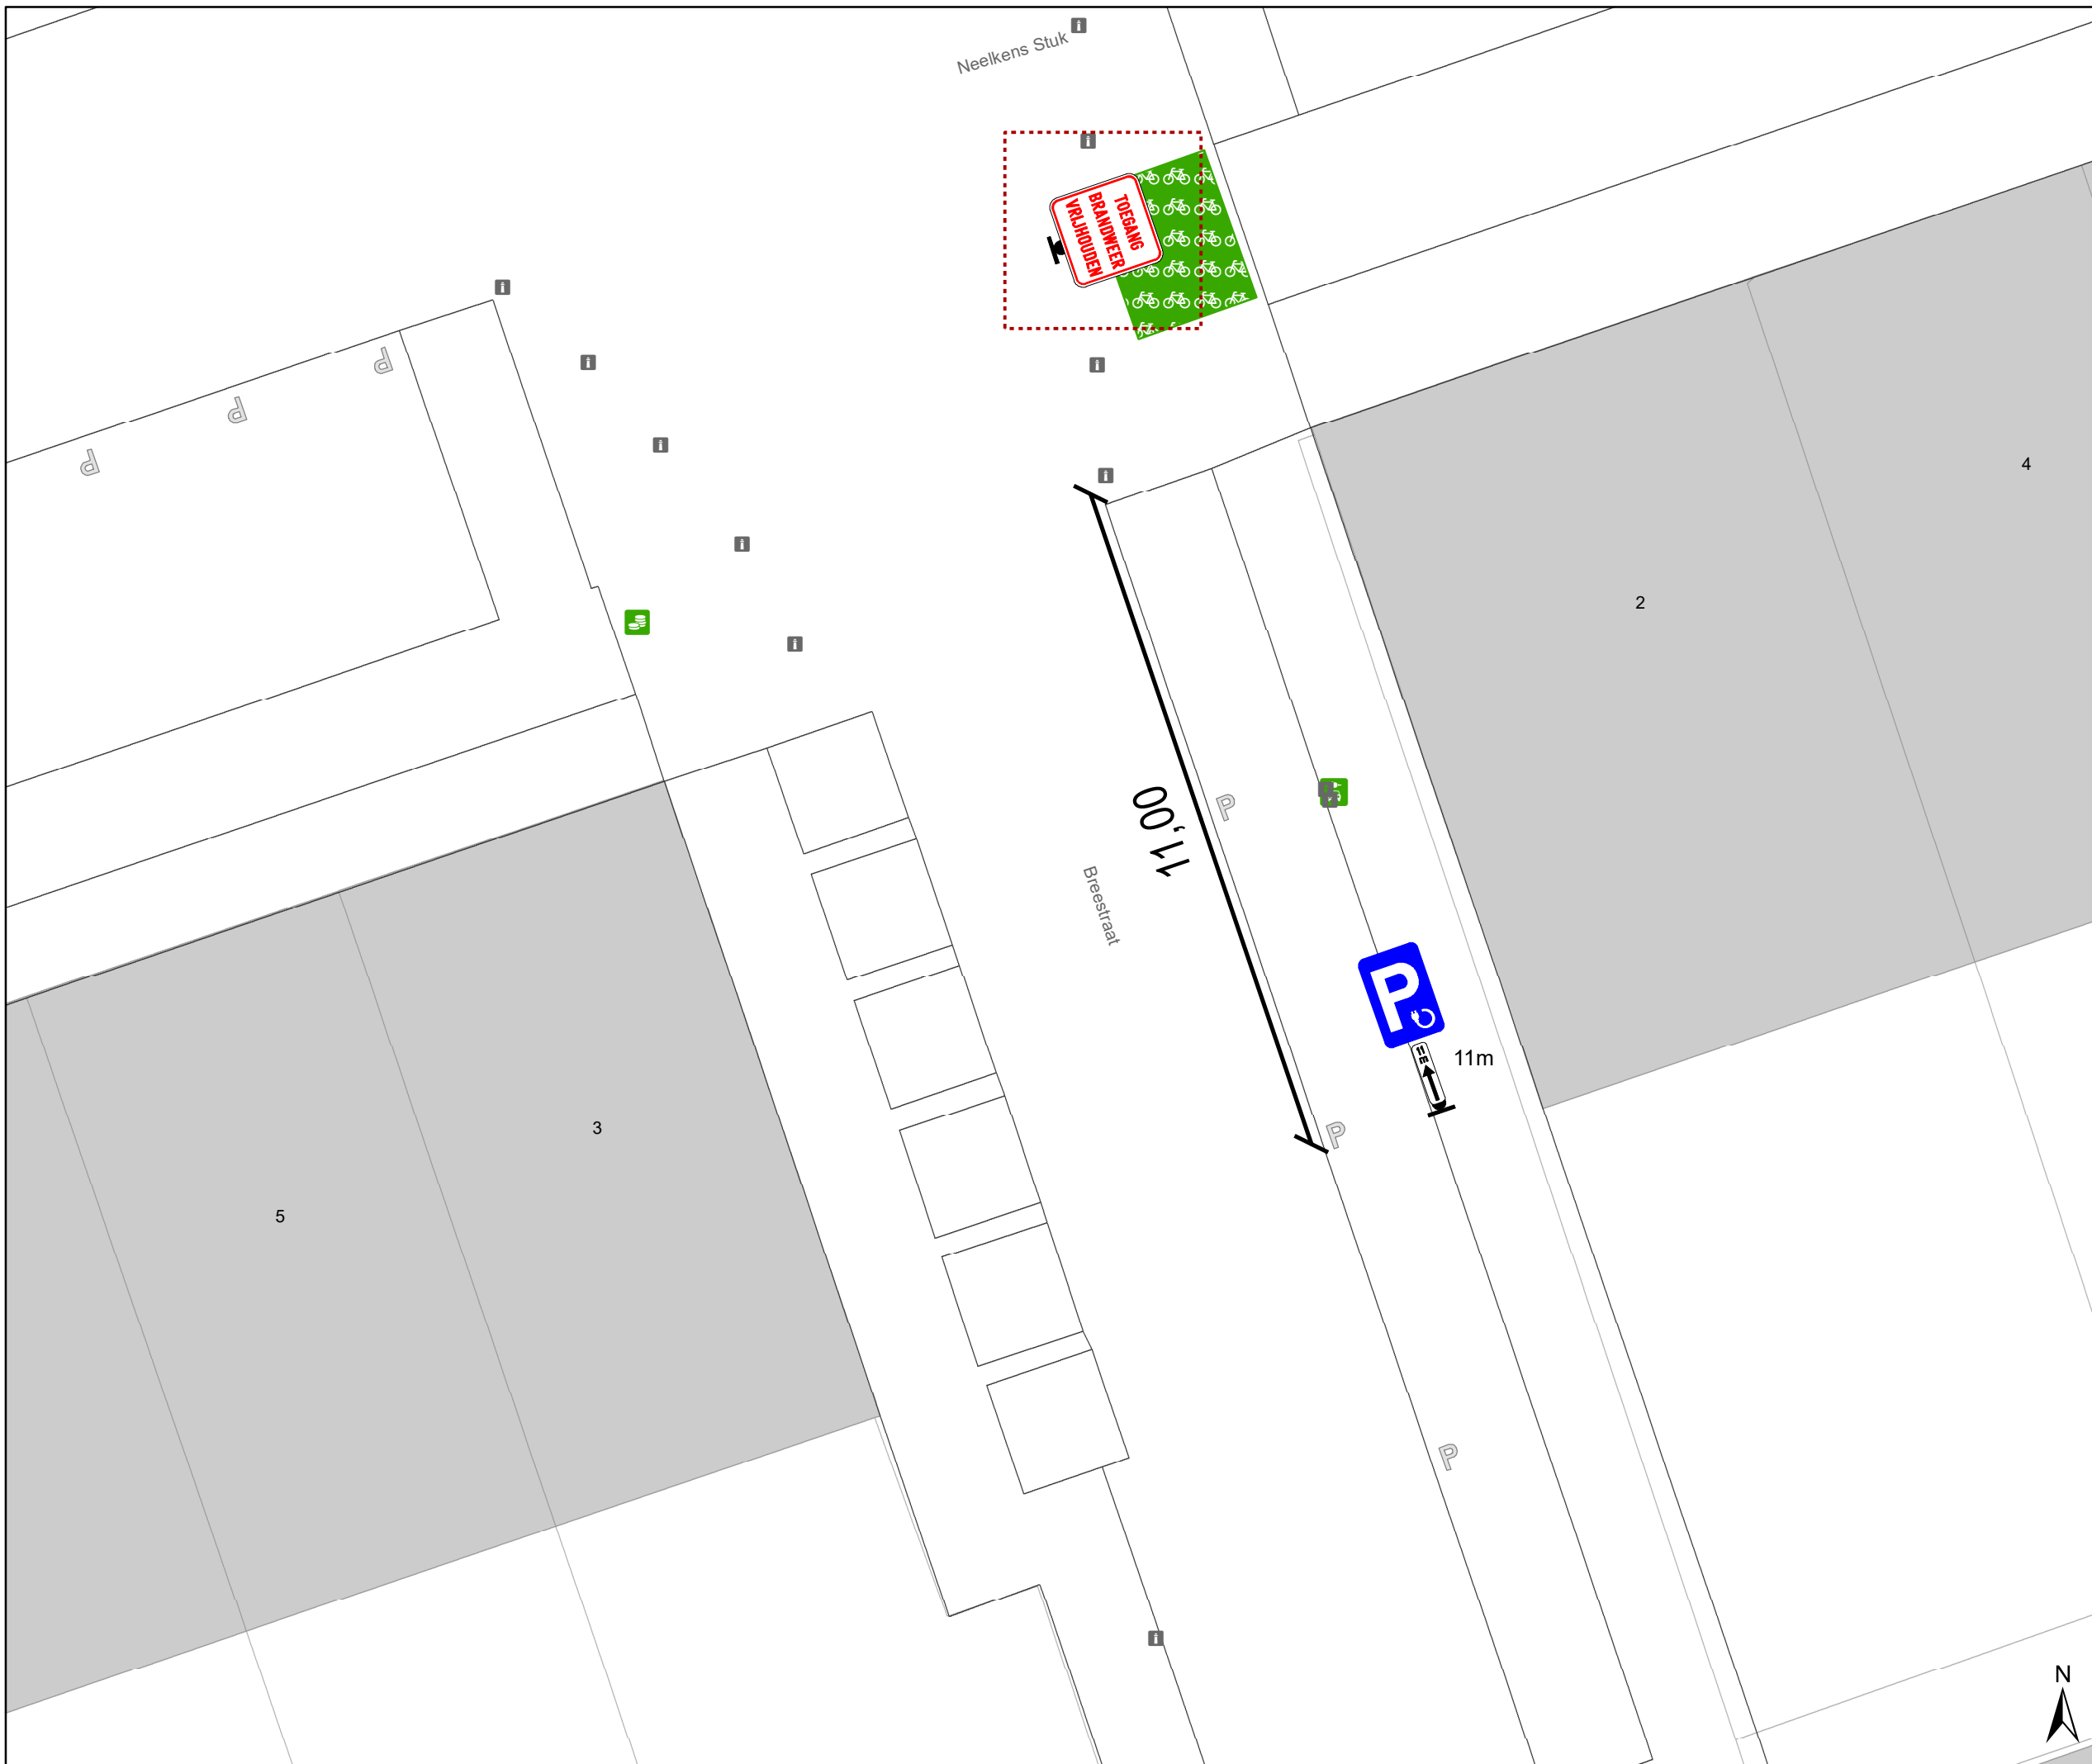 Neelkens Stuk
TOEGANG
BRANDWEER
VRIJHOUDEN
P
P
P
4
2
11,00
P
Breestraat
P
11m
P
3
5
P
N